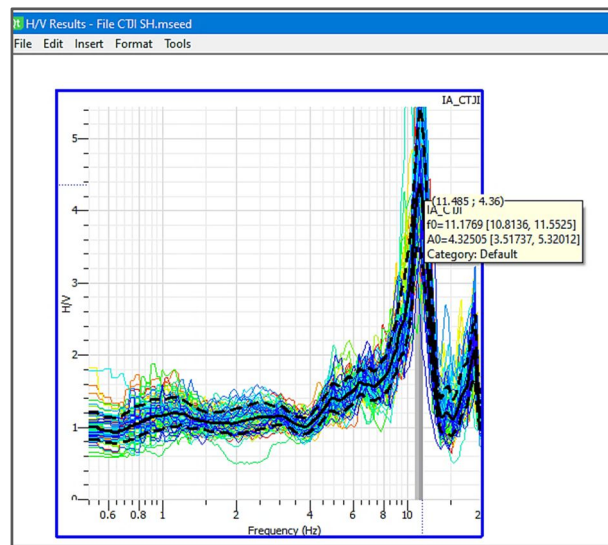 H/V Results - File CTJI SH.mseed
File Edit Insert Format Tools
IA_CTJI
5
4
3
2
1
0
H/V
(11.485 ; 4.36)
IA_CTJI
f0=11.1769 [10.8136, 11.5525]
A0=4.32505 [3.51737, 5.32012]
Category: Default
0.6 0.8 1 2 4 6 8 10 2
Frequency (Hz)